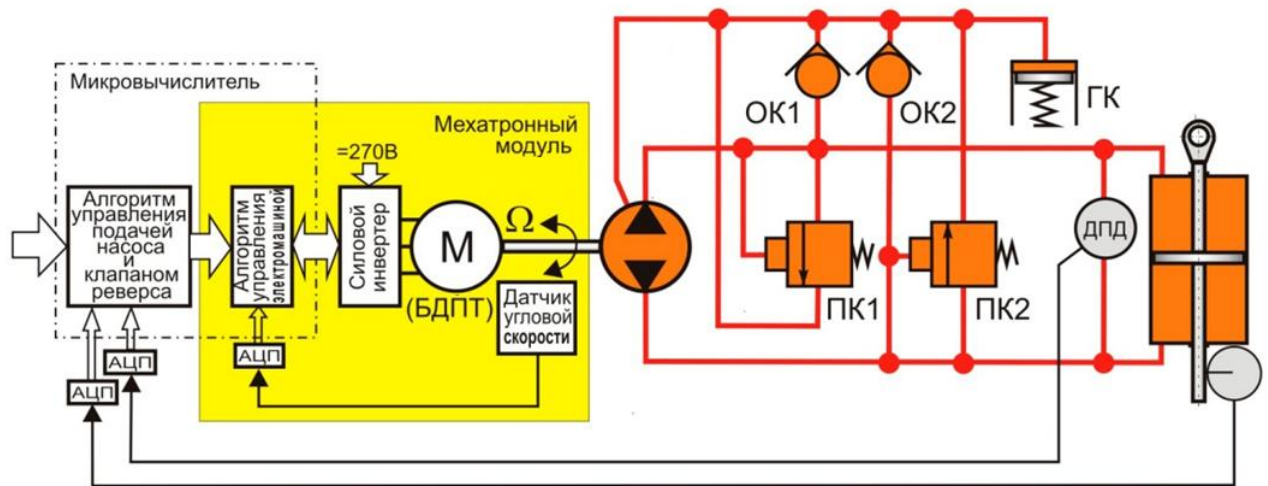 Микровычислитель
Мехатронный
модуль
=270В
Алгоритм
управления
подачей
насоса
и
клапаном
реверса
Алгоритм
управления
электромашиной
Силовой
инвертер
М
(БДПТ)
Ω
Датчик
угловой
скорости
АЦП
АЦП
АЦП
ОК1
ОК2
ГК
ПК1
ПК2
ДПД